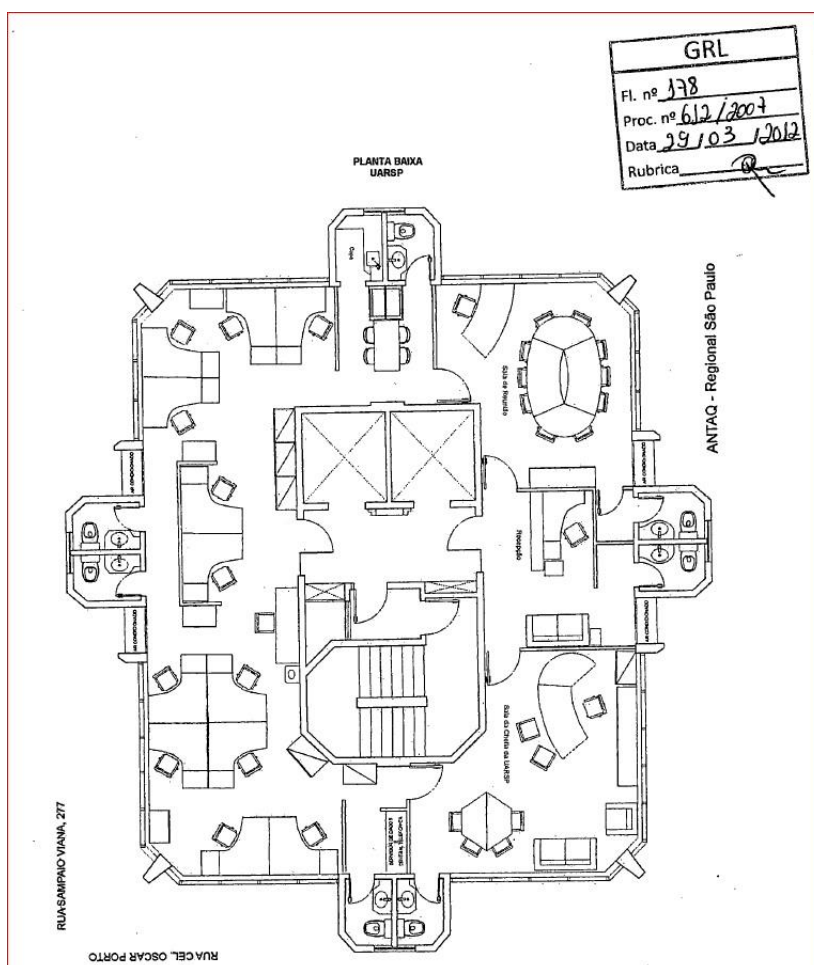 GRL
Fl. nº 178
Proc. nº 612/2007
Data 29/03/2012
Rubrica
PLANTA BAIXA
UARSP
Copa
Sala de Reunião
ANTAQ - Regional São Paulo
Recepção
Sala da Chefia da UARSP
RUA SAMPAIO VIANA, 277
RUA CEL. OSCAR PORTO